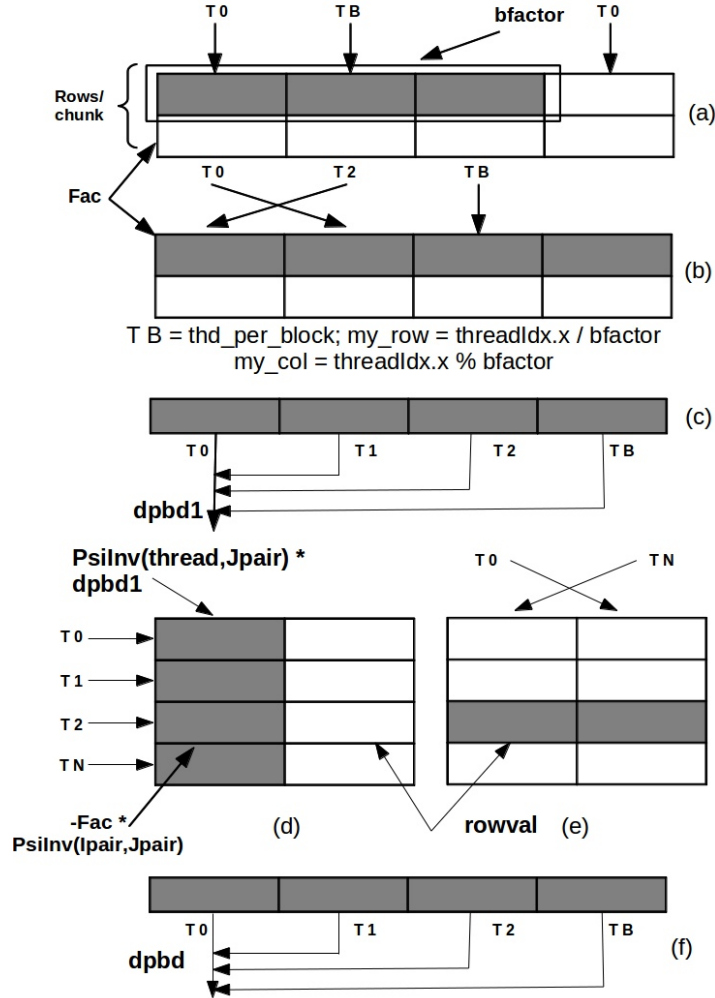 T 0
T B
bfactor
T 0
Rows/
chunk
(a)
Fac
T 0
T 2
T B
(b)
T B = thd_per_block; my_row = threadIdx.x / bfactor
my_col = threadIdx.x % bfactor
(c)
T 0
T 1
T 2
T B
dpbd1
PsiInv(thread,Jpair) *
dpbd1
T 0
T N
T 0
T 1
T 2
T N
-Fac *
PsiInv(Ipair,Jpair)
(d)
rowval
(e)
T 0
T 1
T 2
T B
(f)
dpbd